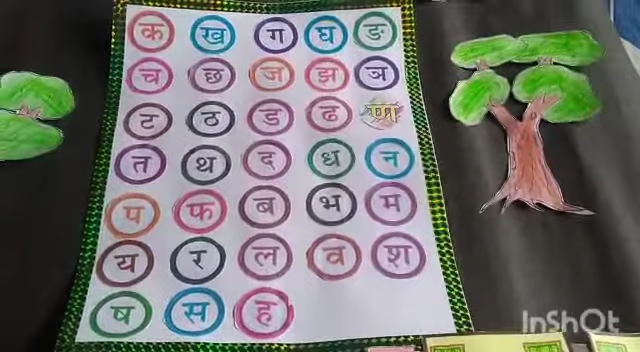 क ख ग घ ङ
च छ ज झ ञ
ट ठ ड ढ ण
त थ द ध न
प फ ब भ म
य र ल व श
ष स ह
InShOt